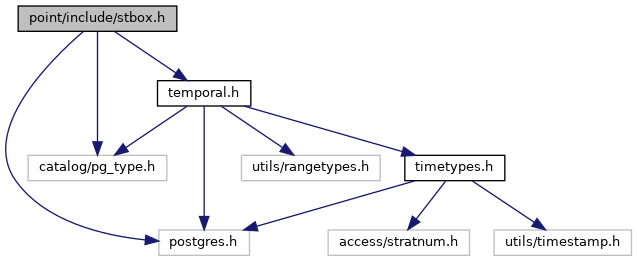 point/include/stbox.h
temporal.h
catalog/pg_type.h
utils/rangetypes.h
timetypes.h
postgres.h
access/stratnum.h
utils/timestamp.h